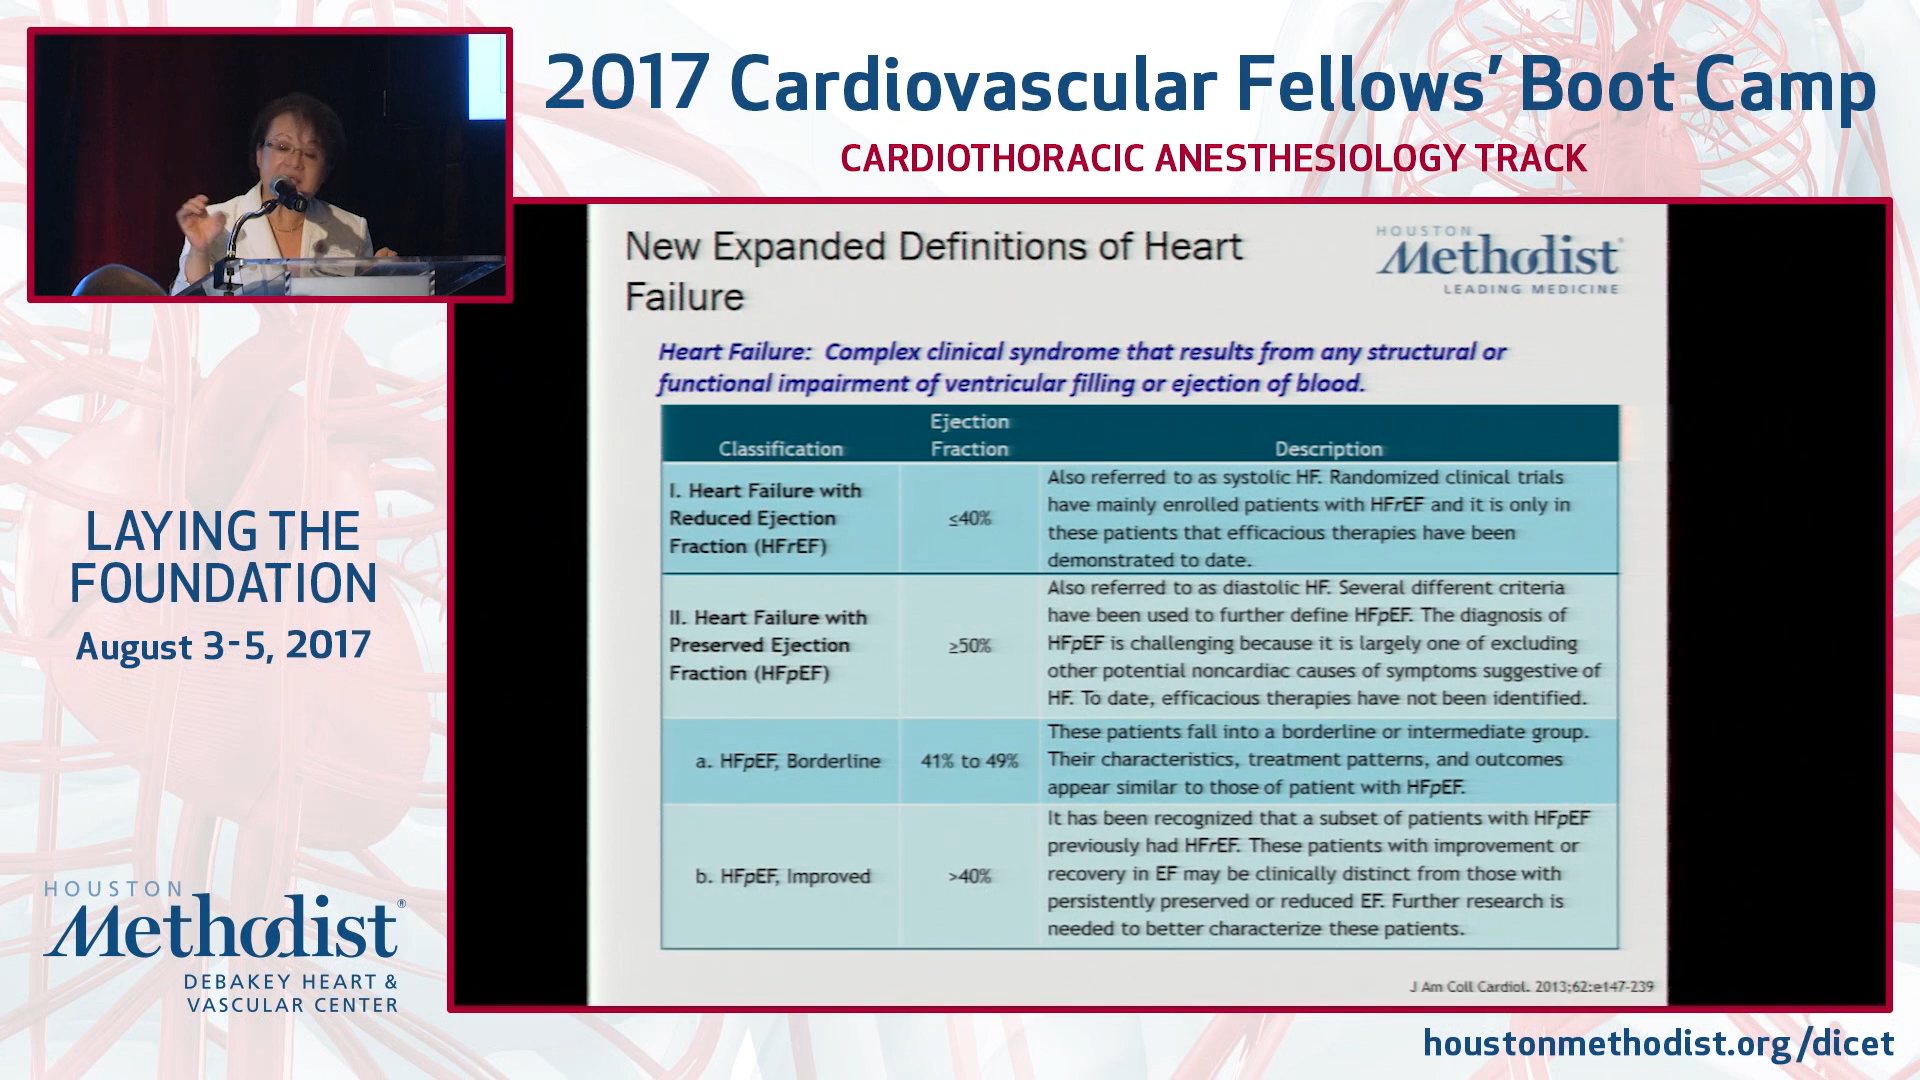 2017 Cardiovascular Fellows' Boot Camp
CARDIOTHORACIC ANESTHESIOLOGY TRACK
New Expanded Definitions of Heart
Failure
HOUSTON
Methodist
LEADING MEDICINE
Heart Failure: Complex clinical syndrome that results from any structural or
functional impairment of ventricular filling or ejection of blood.
Classification
Ejection
Fraction
Description
I. Heart Failure with
Reduced Ejection
Fraction (HFrEF)
≤40%
Also referred to as systolic HF. Randomized clinical trials
have mainly enrolled patients with HFrEF and it is only in
these patients that efficacious therapies have been
demonstrated to date.
II. Heart Failure with
Preserved Ejection
Fraction (HFpEF)
≥50%
Also referred to as diastolic HF. Several different criteria
have been used to further define HFpEF. The diagnosis of
HFpEF is challenging because it is largely one of excluding
other potential noncardiac causes of symptoms suggestive of
HF. To date, efficacious therapies have not been identified.
a. HFpEF, Borderline
41% to 49%
These patients fall into a borderline or intermediate group.
Their characteristics, treatment patterns, and outcomes
appear similar to those of patient with HFpEF.
b. HFpEF, Improved
>40%
It has been recognized that a subset of patients with HFpEF
previously had HFrEF. These patients with improvement or
recovery in EF may be clinically distinct from those with
persistently preserved or reduced EF. Further research is
needed to better characterize these patients.
J Am Coll Cardiol. 2013;62:e147-239
LAYING THE
FOUNDATION
August 3-5, 2017
HOUSTON
Methodist®
DEBAKEY HEART &
VASCULAR CENTER
houstonmethodist.org/dicet